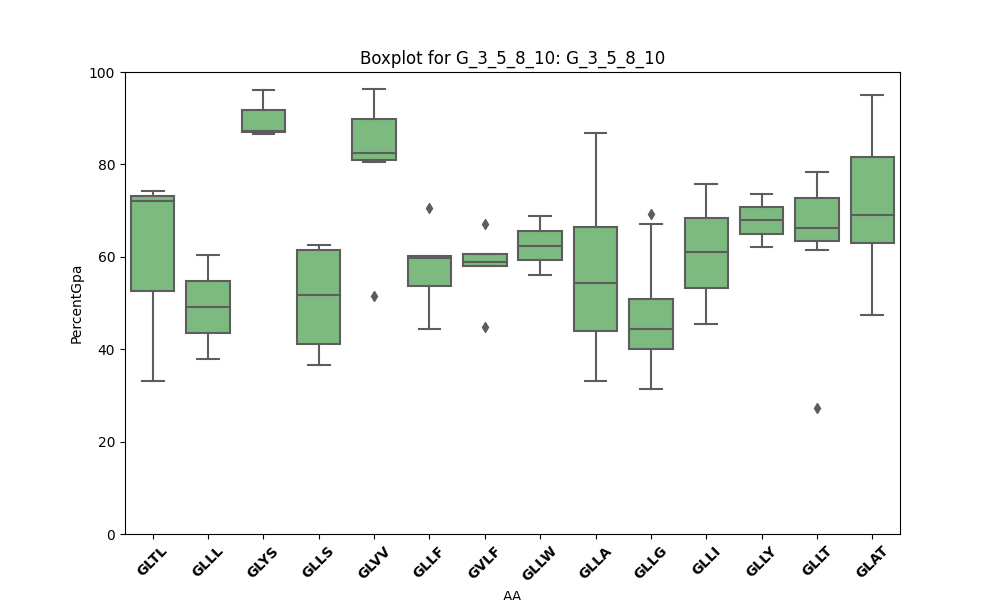 Boxplot for G_3_5_8_10: G_3_5_8_10
100
80
60
40
20
0
PercentGpa
GLTL GLLL GLYS GLLS GLVV GLLF GVLF GLLW GLLA GLLG GLLI GLLY GLLT GLAT
AA